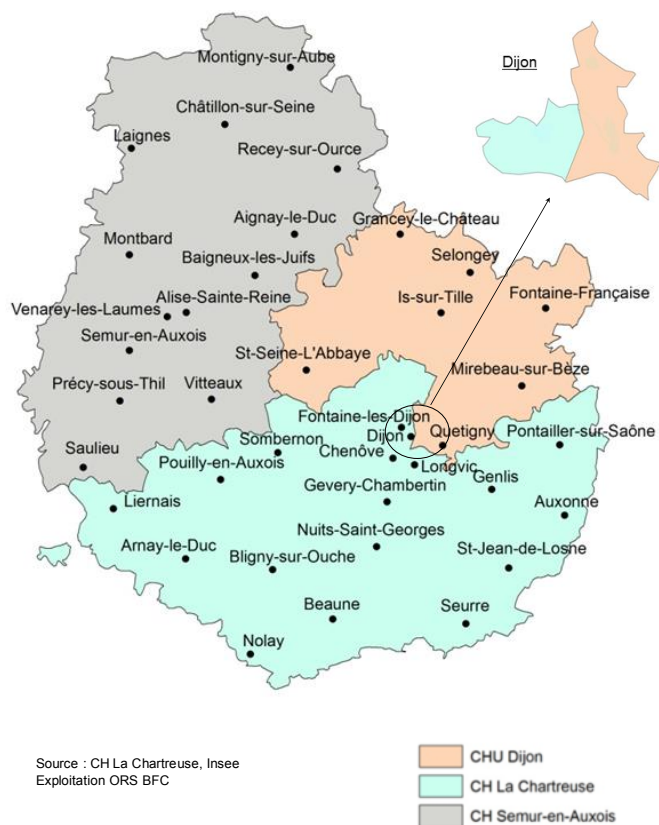 Montigny-sur-Aube
Dijon
Châtillon-sur-Seine
Laignes
Recey-sur-Ource
Aignay-le-Duc
Grancey-le-Château
Montbard
Baigneux-les-Juifs
Selongey
Venarey-les-Laumes
Alise-Sainte-Reine
Is-sur-Tille
Fontaine-Française
Semur-en-Auxois
St-Seine-L'Abbaye
Mirebeau-sur-Bèze
Précy-sous-Thil
Vitteaux
Fontaine-les-Dijon
Dijon
Quetigny
Pontailler-sur-Saône
Saulieu
Sombernon
Chenôve
Pouilly-en-Auxois
Longvic
Genlis
Liernais
Gevery-Chambertin
Auxonne
Nuits-Saint-Georges
Arnay-le-Duc
Bligny-sur-Ouche
St-Jean-de-Losne
Beaune
Seurre
Nolay
Source : CH La Chartreuse, Insee
Exploitation ORS BFC
CHU Dijon
CH La Chartreuse
CH Semur-en-Auxois